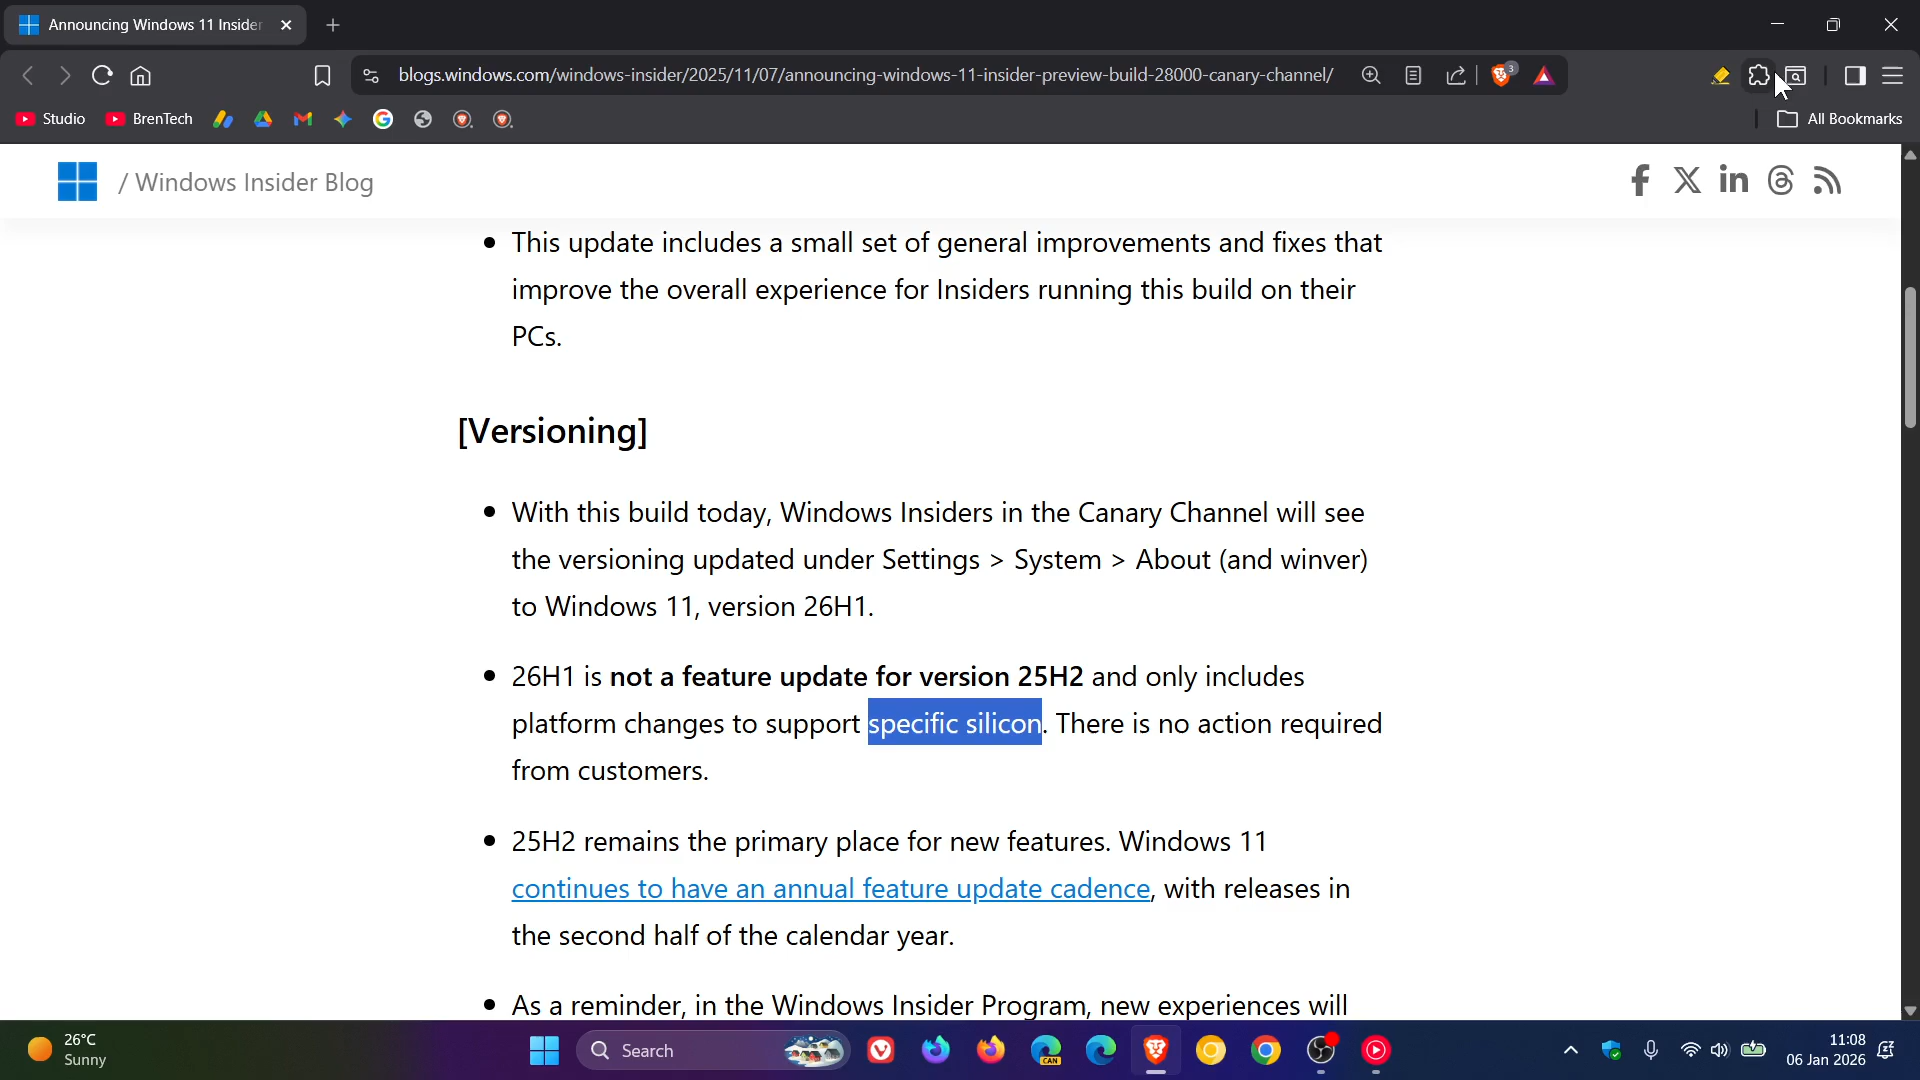 Announcing Windows 11 Insider
blogs.windows.com/windows-insider/2025/11/07/announcing-windows-11-insider-preview-build-28000-canary-channel/
3
Studio
BrenTech
All Bookmarks
/ Windows Insider Blog
• This update includes a small set of general improvements and fixes that
improve the overall experience for Insiders running this build on their
PCs.
[Versioning]
• With this build today, Windows Insiders in the Canary Channel will see
the versioning updated under Settings > System > About (and winver)
to Windows 11, version 26H1.
• 26H1 is not a feature update for version 25H2 and only includes
platform changes to support specific silicon. There is no action required
from customers.
• 25H2 remains the primary place for new features. Windows 11
continues to have an annual feature update cadence, with releases in
the second half of the calendar year.
• As a reminder, in the Windows Insider Program, new experiences will
26°C
Sunny
Search
CAN
11:08
06 Jan 2026